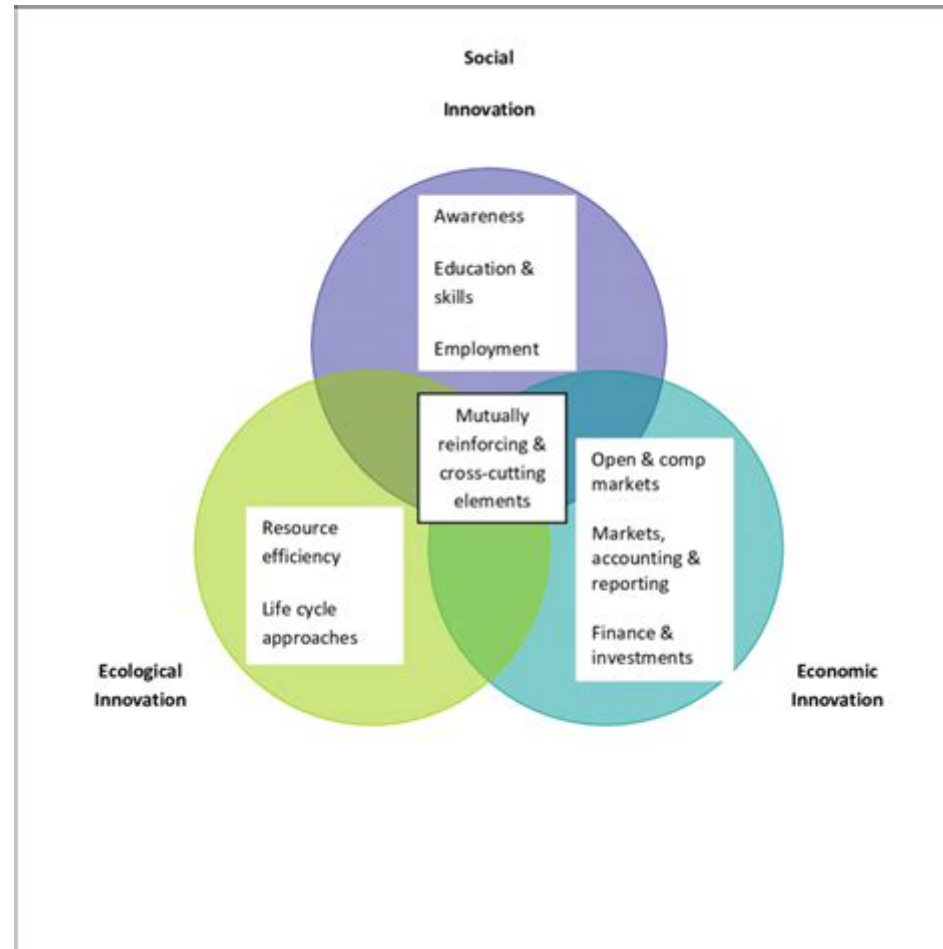 Social
Innovation
Awareness
Education &
skills
Employment
Mutually
reinforcing &
cross-cutting
elements
Open & comp
markets
Markets,
accounting &
reporting
Finance &
investments
Resource
efficiency
Life cycle
approaches
Ecological
Innovation
Economic
Innovation